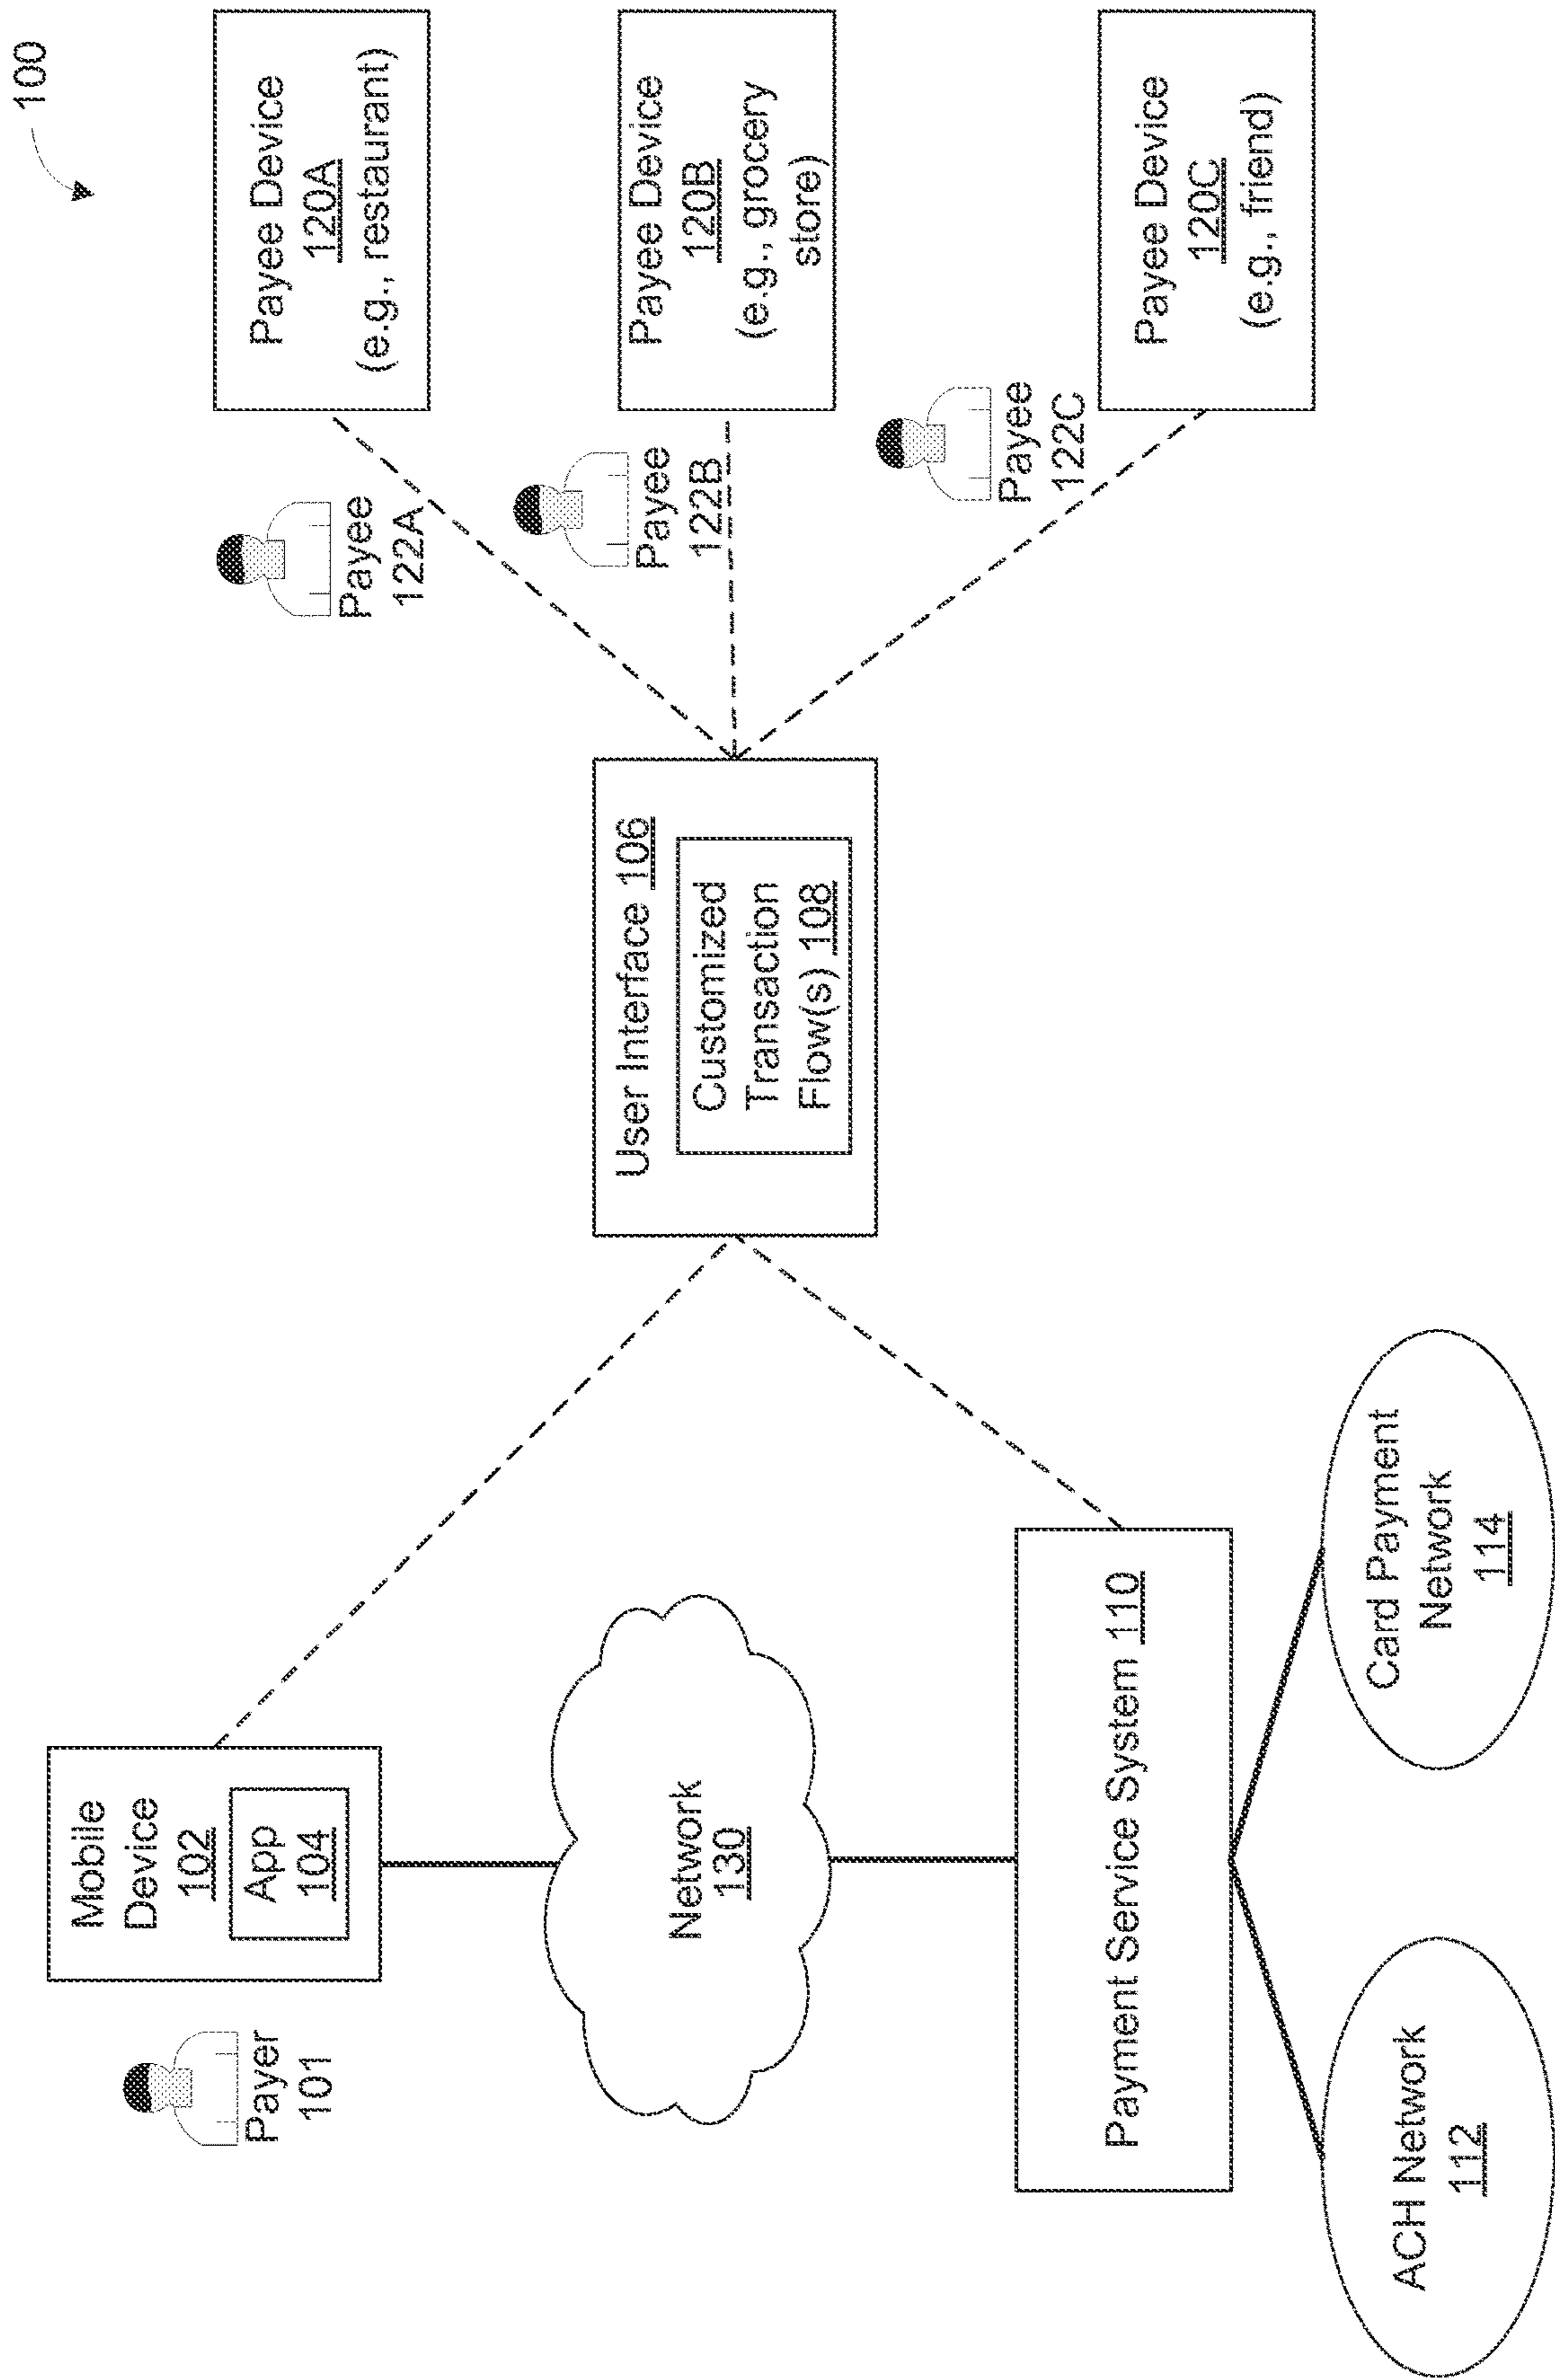 100
Payer
101
Mobile
Device
102
App
104
Network
130
Payment Service System 110
ACH Network
112
Card Payment
Network
114
User Interface 106
Customized
Transaction
Flow(s) 108
Payee
122A
Payee Device
120A
(e.g., restaurant)
Payee
122B
Payee Device
120B
(e.g., grocery
store)
Payee
122C
Payee Device
120C
(e.g., friend)